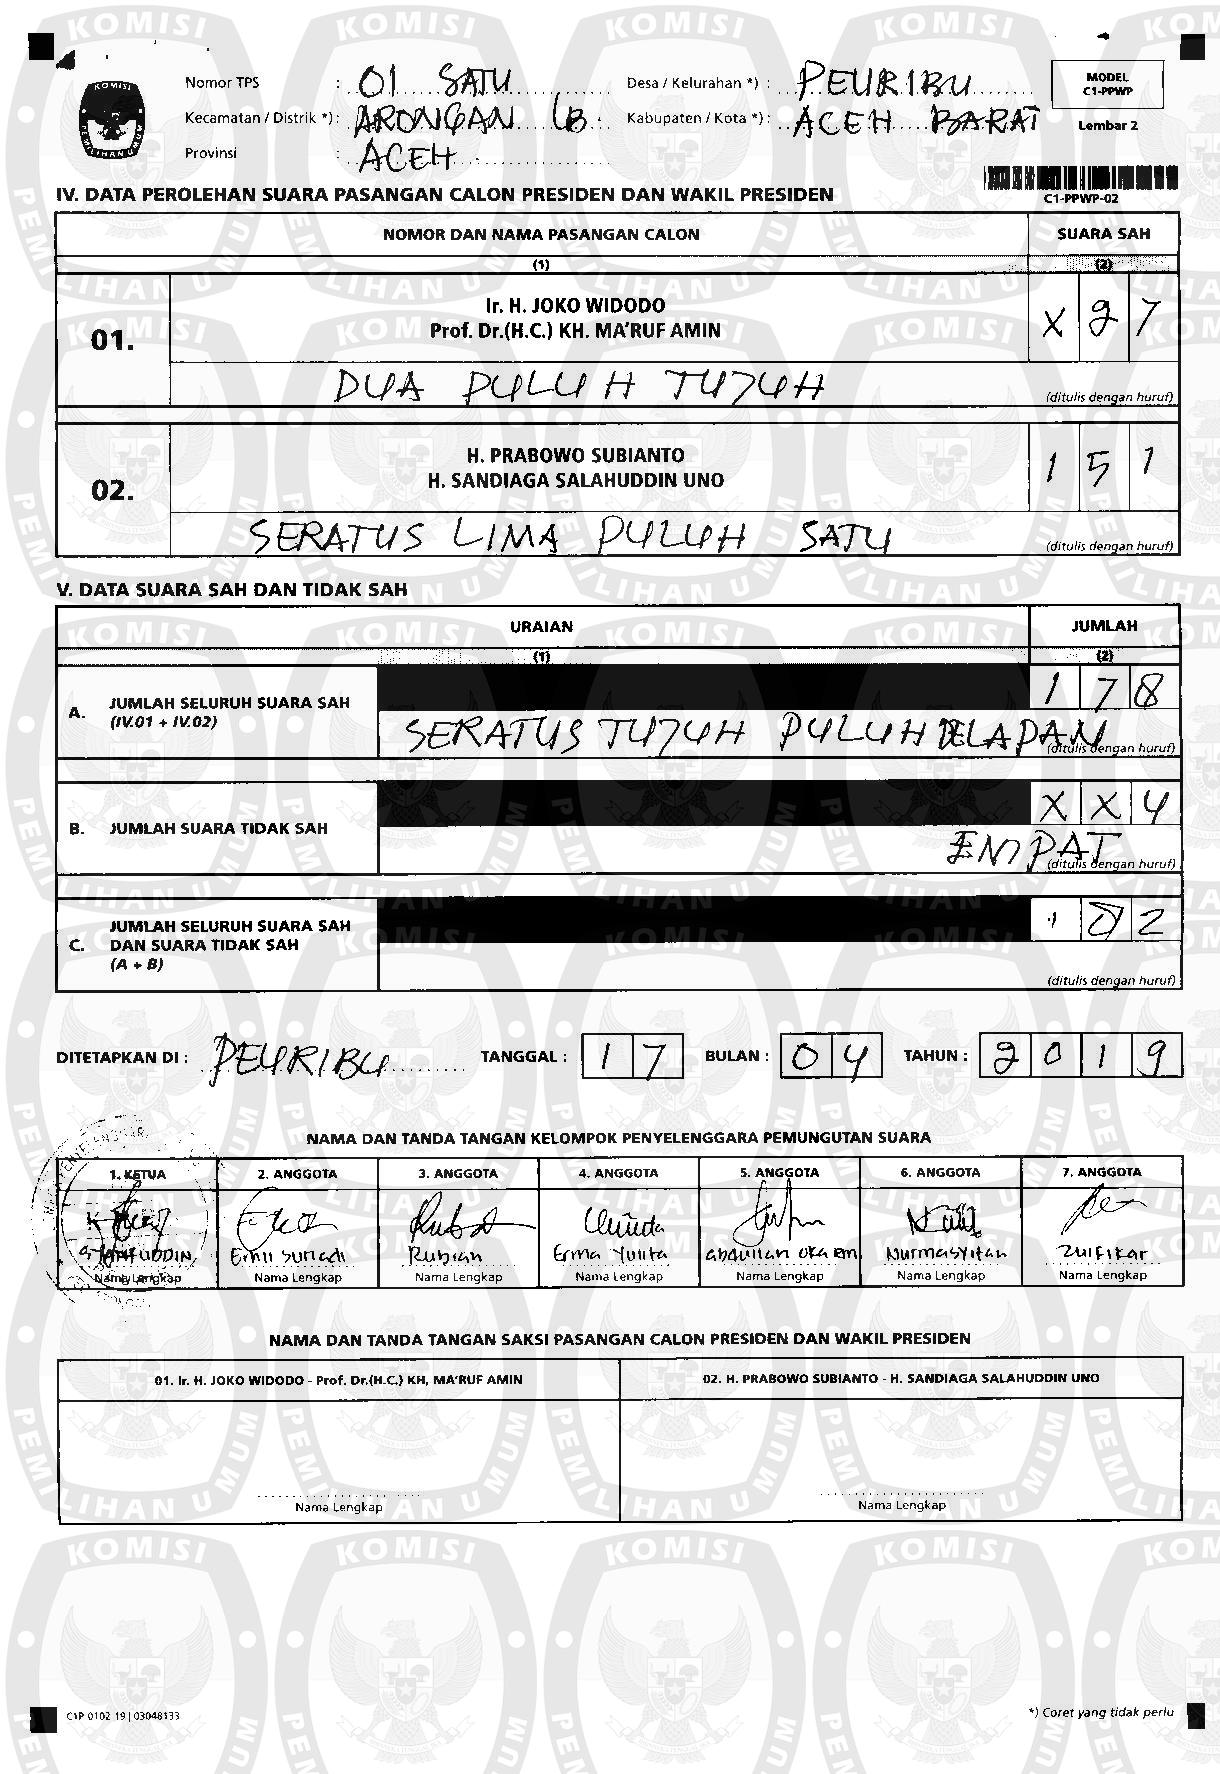 Nomor TPS : 01 SATU Desa / Kelurahan *) : PEURIBU MODEL C1-PPWP
Kecamatan / Distrik *) : ARONGAN LB. Kabupaten / Kota *) : ACEH BARAT Lembar 2
Provinsi : ACEH
IV. DATA PEROLEHAN SUARA PASANGAN CALON PRESIDEN DAN WAKIL PRESIDEN C1-PPWP-02
NOMOR DAN NAMA PASANGAN CALON SUARA SAH
(1) (2)
Ir. H. JOKO WIDODO
01. Prof. Dr.(H.C.) KH. MA'RUF AMIN X 2 7
DUA PULUH TUJUH (ditulis dengan huruf)
H. PRABOWO SUBIANTO
02. H. SANDIAGA SALAHUDDIN UNO 1 5 1
SERATUS LIMA PULUH SATU (ditulis dengan huruf)
V. DATA SUARA SAH DAN TIDAK SAH
URAIAN JUMLAH
(1) (2)
A. JUMLAH SELURUH SUARA SAH 1 7 8
(IV.01 + IV.02)
SERATUS TUJUH PULUH DELAPAN (ditulis dengan huruf)
B. JUMLAH SUARA TIDAK SAH X X 4
EMPAT (ditulis dengan huruf)
JUMLAH SELURUH SUARA SAH
C. DAN SUARA TIDAK SAH 1 8 2
(A + B)
(ditulis dengan huruf)
DITETAPKAN DI : PEURIBU TANGGAL : 1 7 BULAN : 0 4 TAHUN : 2 0 1 9
NAMA DAN TANDA TANGAN KELOMPOK PENYELENGGARA PEMUNGUTAN SUARA
1. KETUA 2. ANGGOTA 3. ANGGOTA 4. ANGGOTA 5. ANGGOTA 6. ANGGOTA 7. ANGGOTA
Rubian Erma Yulita Nurmasyitah Zulfikar
Nama Lengkap Nama Lengkap Nama Lengkap Nama Lengkap Nama Lengkap Nama Lengkap Nama Lengkap
NAMA DAN TANDA TANGAN SAKSI PASANGAN CALON PRESIDEN DAN WAKIL PRESIDEN
01. Ir. H. JOKO WIDODO - Prof. Dr.(H.C.) KH, MA'RUF AMIN 02. H. PRABOWO SUBIANTO - H. SANDIAGA SALAHUDDIN UNO
Nama Lengkap Nama Lengkap
C1P 0102 19 | 03048133 *) Coret yang tidak perlu